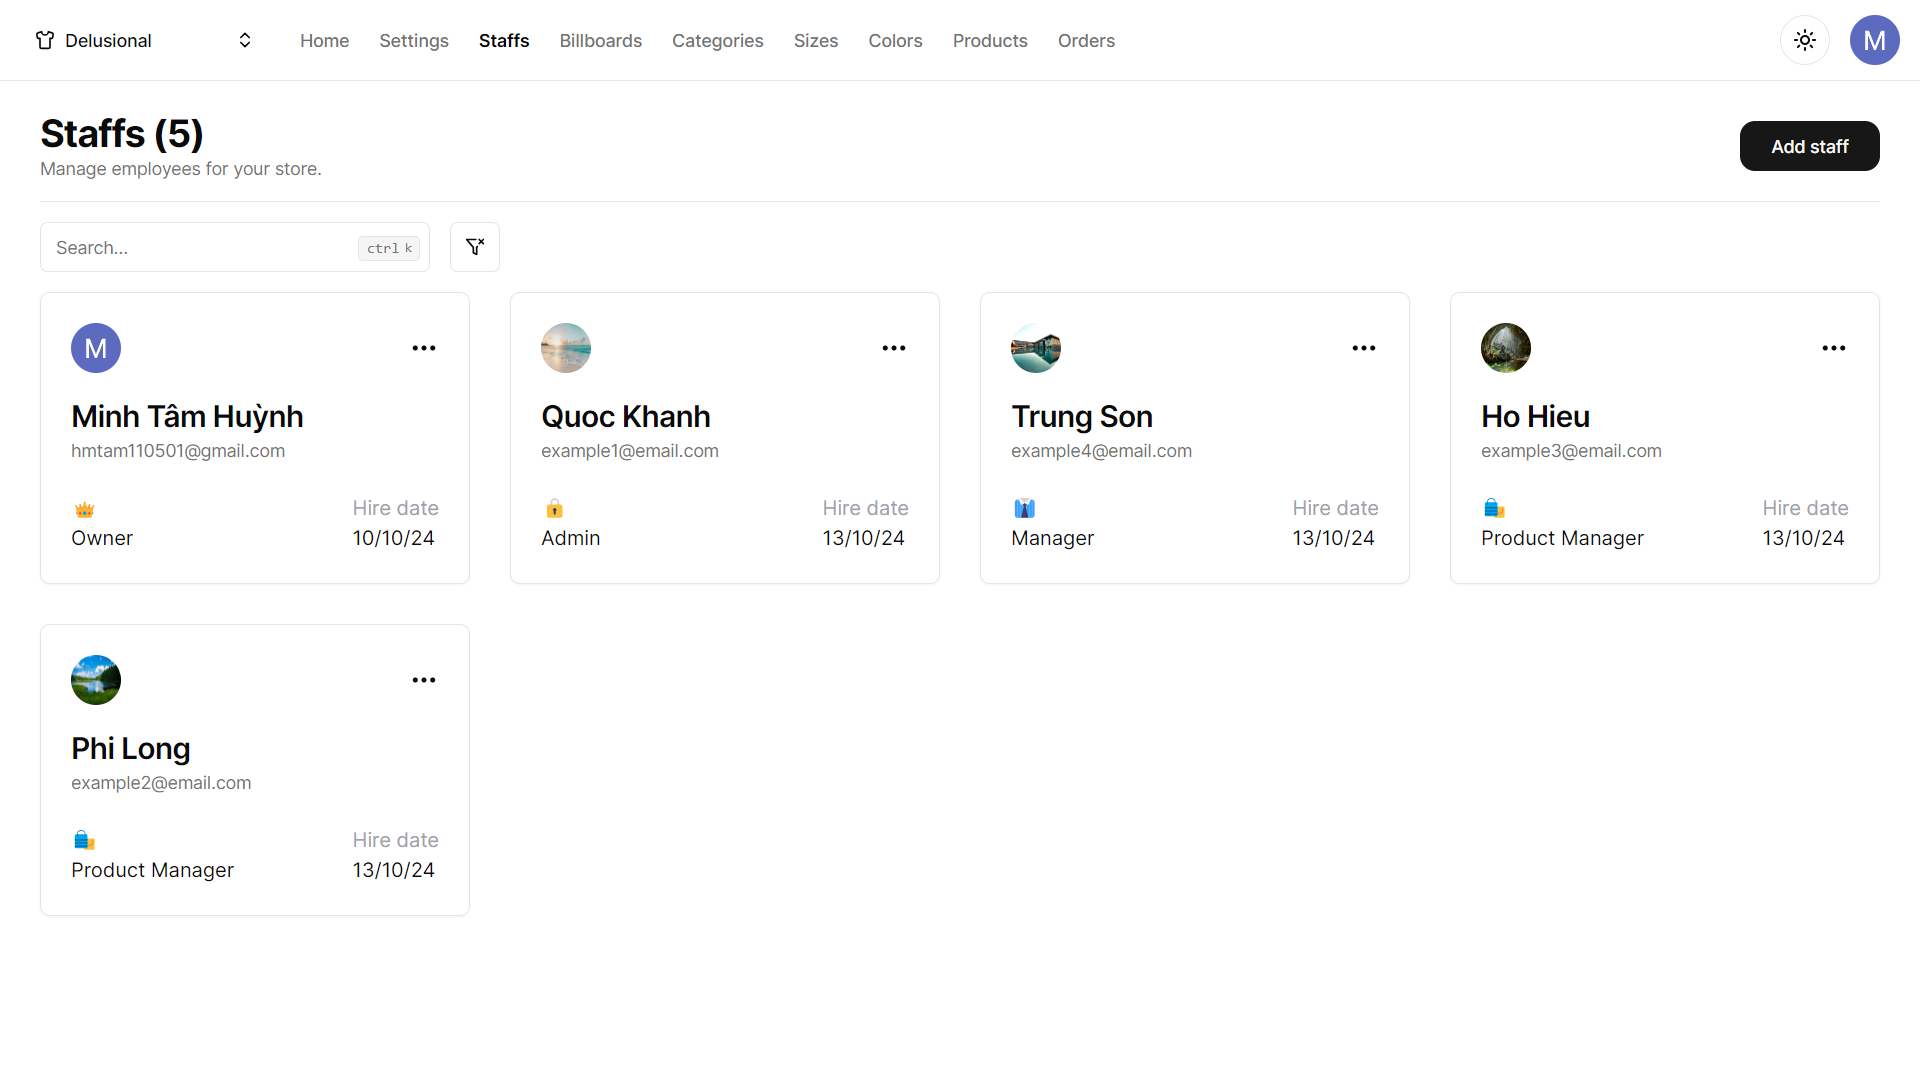 Delusional
Home Settings Staffs Billboards Categories Sizes Colors Products Orders
M
Staffs (5)
Manage employees for your store.
Add staff
Search...
ctrl k
M
Minh Tâm Huỳnh
hmtam110501@gmail.com
Hire date
Owner
10/10/24
Quoc Khanh
example1@email.com
Hire date
Admin
13/10/24
Trung Son
example4@email.com
Hire date
Manager
13/10/24
Ho Hieu
example3@email.com
Hire date
Product Manager
13/10/24
Phi Long
example2@email.com
Hire date
Product Manager
13/10/24